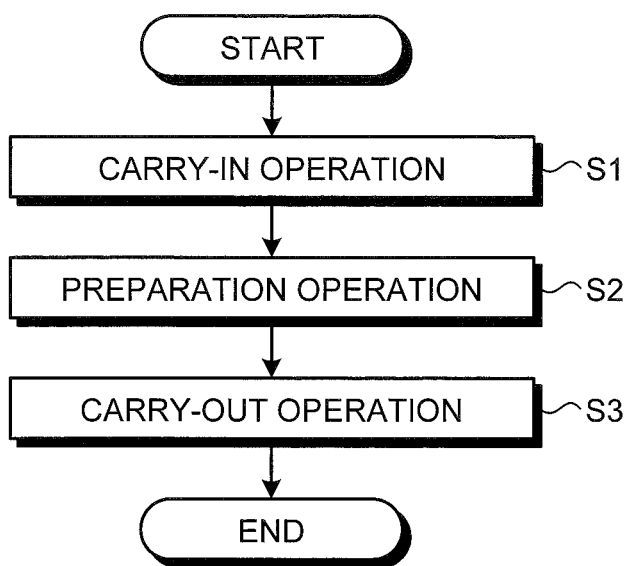 START
CARRY-IN OPERATION
S1
PREPARATION OPERATION
S2
CARRY-OUT OPERATION
S3
END